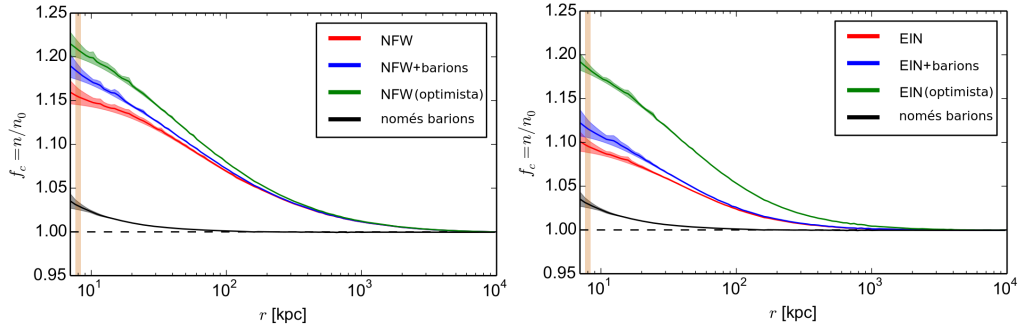 1.25
1.20
1.15
1.10
1.05
1.00
0.95
f_c = n/n_0
NFW
NFW+barions
NFW(optimista)
només barions
10^1
10^2
10^3
10^4
r [kpc]
1.25
1.20
1.15
1.10
1.05
1.00
0.95
f_c = n/n_0
EIN
EIN+barions
EIN(optimista)
només barions
10^1
10^2
10^3
10^4
r [kpc]